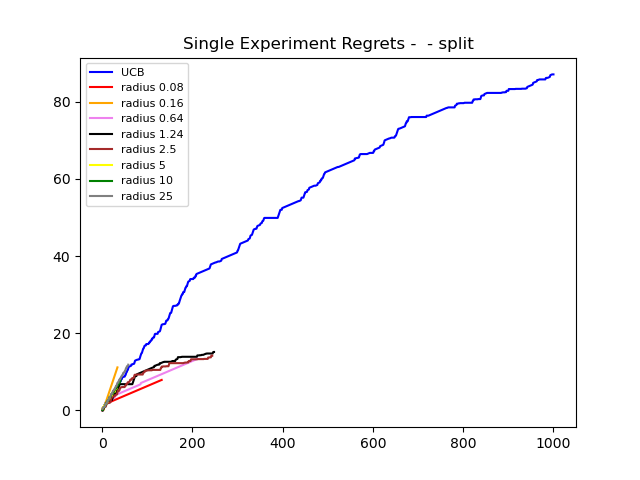 Single Experiment Regrets -  - split
UCB
radius 0.08
radius 0.16
radius 0.64
radius 1.24
radius 2.5
radius 5
radius 10
radius 25
80
60
40
20
0
0 200 400 600 800 1000